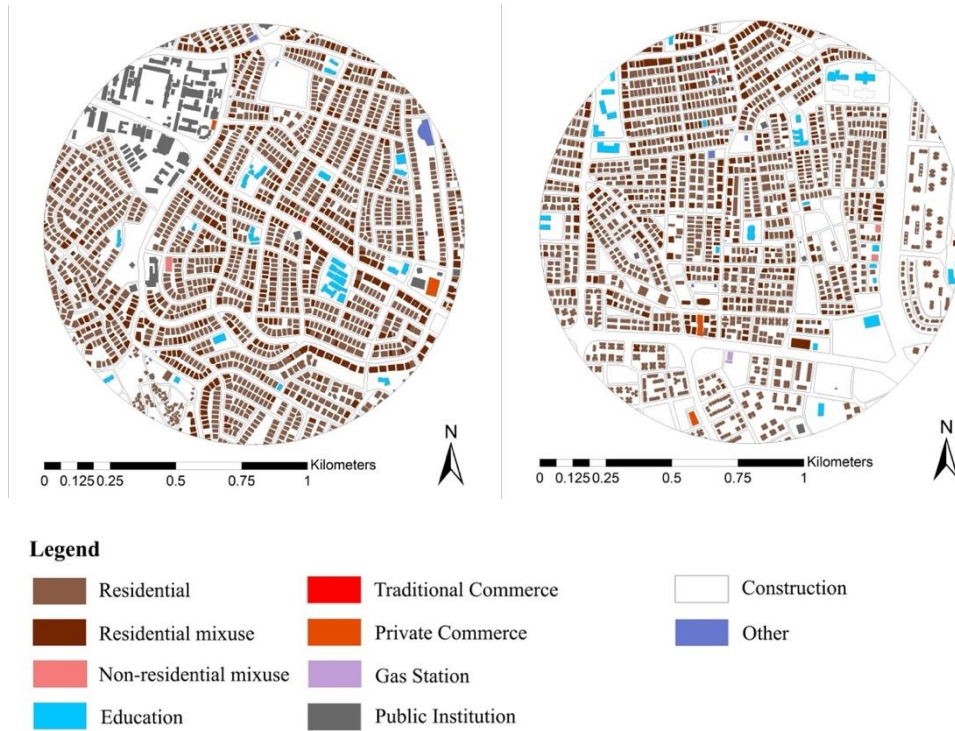 N
Kilometers
0 0.125 0.25 0.5 0.75 1
N
Kilometers
0 0.125 0.25 0.5 0.75 1
Legend
Residential
Residential mixuse
Non-residential mixuse
Education
Traditional Commerce
Private Commerce
Gas Station
Public Institution
Construction
Other